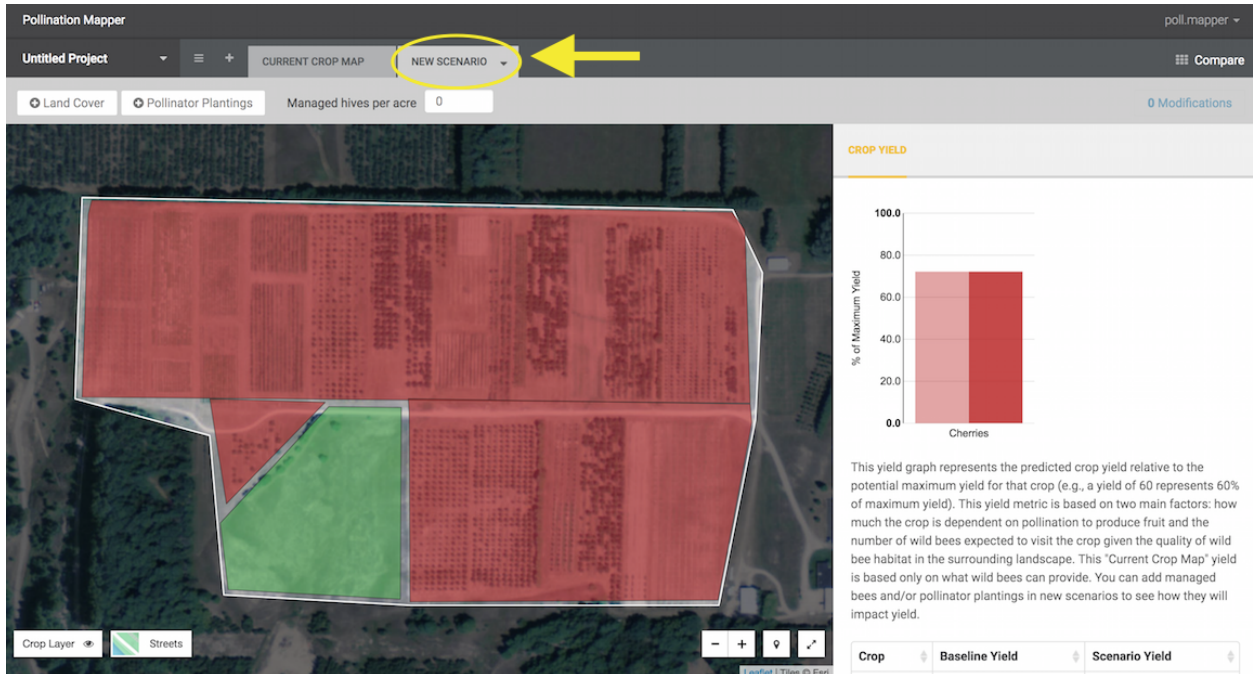 Pollination Mapper
poll.mapper
Untitled Project
CURRENT CROP MAP
NEW SCENARIO
Compare
Land Cover
Pollinator Plantings
Managed hives per acre
0
0 Modifications
CROP YIELD
100.0
80.0
60.0
40.0
20.0
0.0
% of Maximum Yield
Cherries
This yield graph represents the predicted crop yield relative to the
potential maximum yield for that crop (e.g., a yield of 60 represents 60%
of maximum yield). This yield metric is based on two main factors: how
much the crop is dependent on pollination to produce fruit and the
number of wild bees expected to visit the crop given the quality of wild
bee habitat in the surrounding landscape. This "Current Crop Map" yield
is based only on what wild bees can provide. You can add managed
bees and/or pollinator plantings in new scenarios to see how they will
impact yield.
Crop Layer
Streets
Leaflet | Tiles © Esri
Crop
Baseline Yield
Scenario Yield